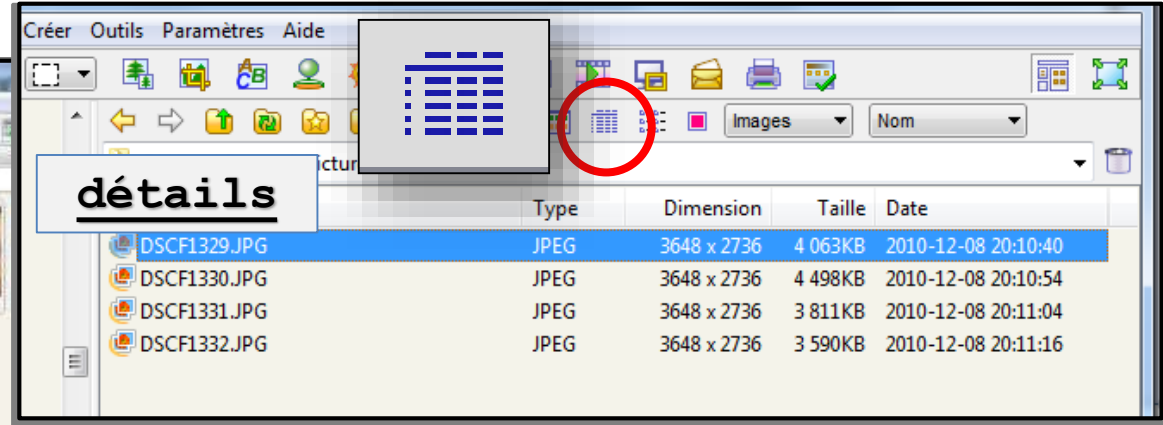 Créer Outils Paramètres Aide
Images Nom
ictur
détails
Type Dimension Taille Date
DSCF1329.JPG JPEG 3648 x 2736 4 063KB 2010-12-08 20:10:40
DSCF1330.JPG JPEG 3648 x 2736 4 498KB 2010-12-08 20:10:54
DSCF1331.JPG JPEG 3648 x 2736 3 811KB 2010-12-08 20:11:04
DSCF1332.JPG JPEG 3648 x 2736 3 590KB 2010-12-08 20:11:16